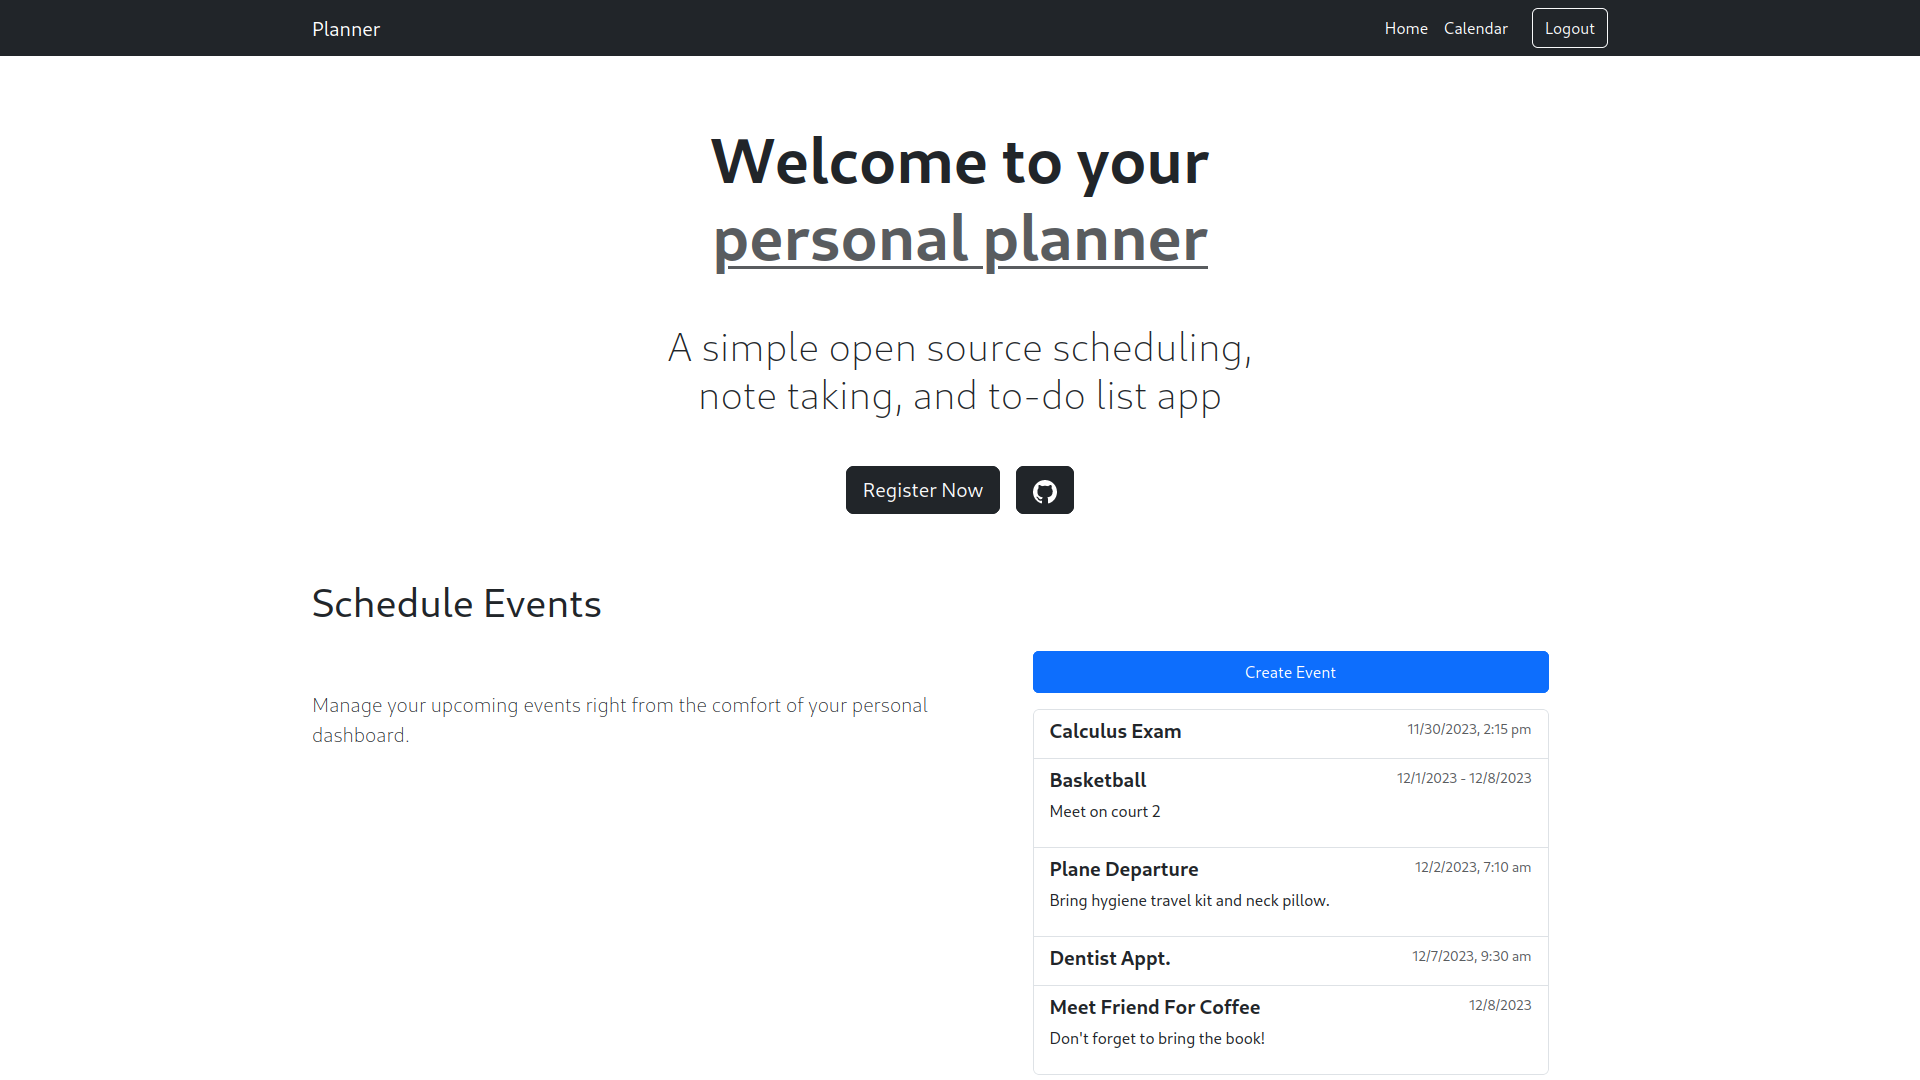 Planner
Home
Calendar
Logout
Welcome to your
personal planner
A simple open source scheduling,
note taking, and to-do list app
Register Now
Schedule Events
Manage your upcoming events right from the comfort of your personal
dashboard.
Create Event
Calculus Exam
11/30/2023, 2:15 pm
Basketball
12/1/2023 - 12/8/2023
Meet on court 2
Plane Departure
12/2/2023, 7:10 am
Bring hygiene travel kit and neck pillow.
Dentist Appt.
12/7/2023, 9:30 am
Meet Friend For Coffee
12/8/2023
Don't forget to bring the book!